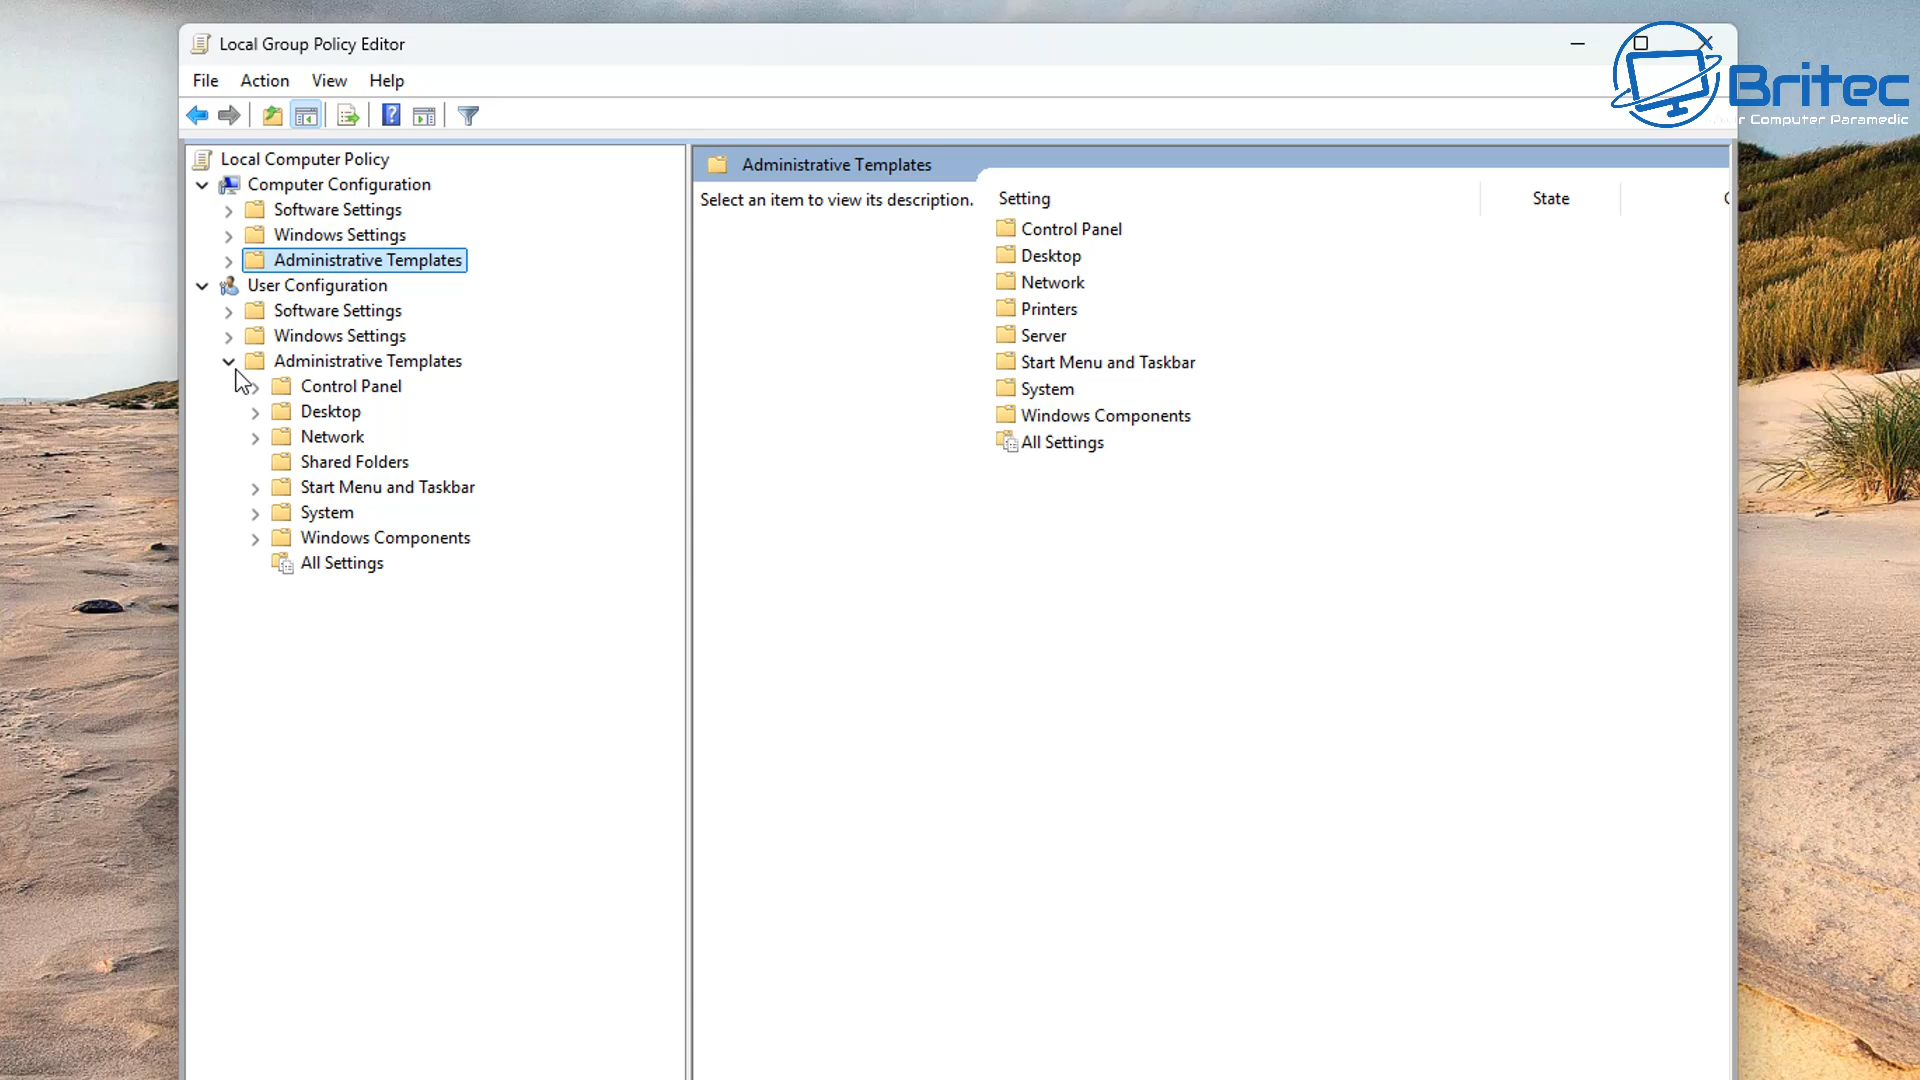 Local Group Policy Editor
File Action View Help
Britec
Computer Paramedic
Local Computer Policy
Computer Configuration
Software Settings
Windows Settings
Administrative Templates
User Configuration
Software Settings
Windows Settings
Administrative Templates
Control Panel
Desktop
Network
Shared Folders
Start Menu and Taskbar
System
Windows Components
All Settings
Administrative Templates
Select an item to view its description.
Setting State
Control Panel
Desktop
Network
Printers
Server
Start Menu and Taskbar
System
Windows Components
All Settings